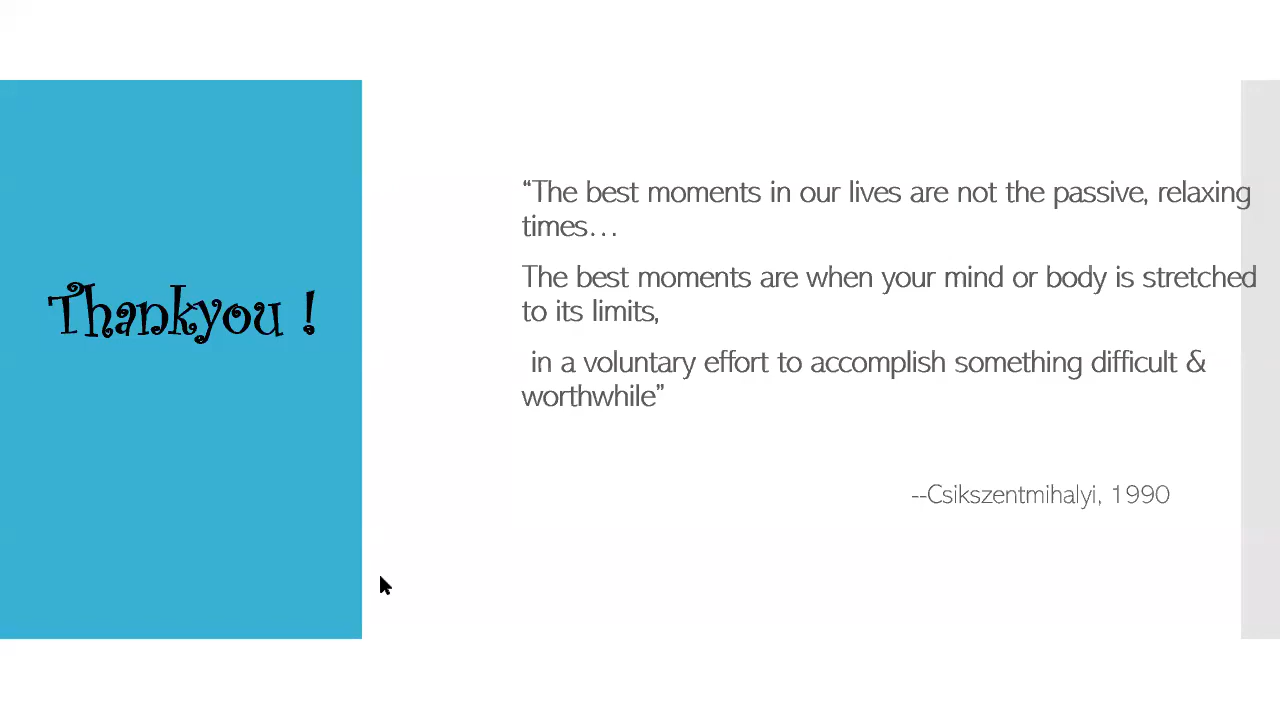 Thankyou !
“The best moments in our lives are not the passive, relaxing
times…
The best moments are when your mind or body is stretched
to its limits,
in a voluntary effort to accomplish something difficult &
worthwhile”
--Csikszentmihalyi, 1990